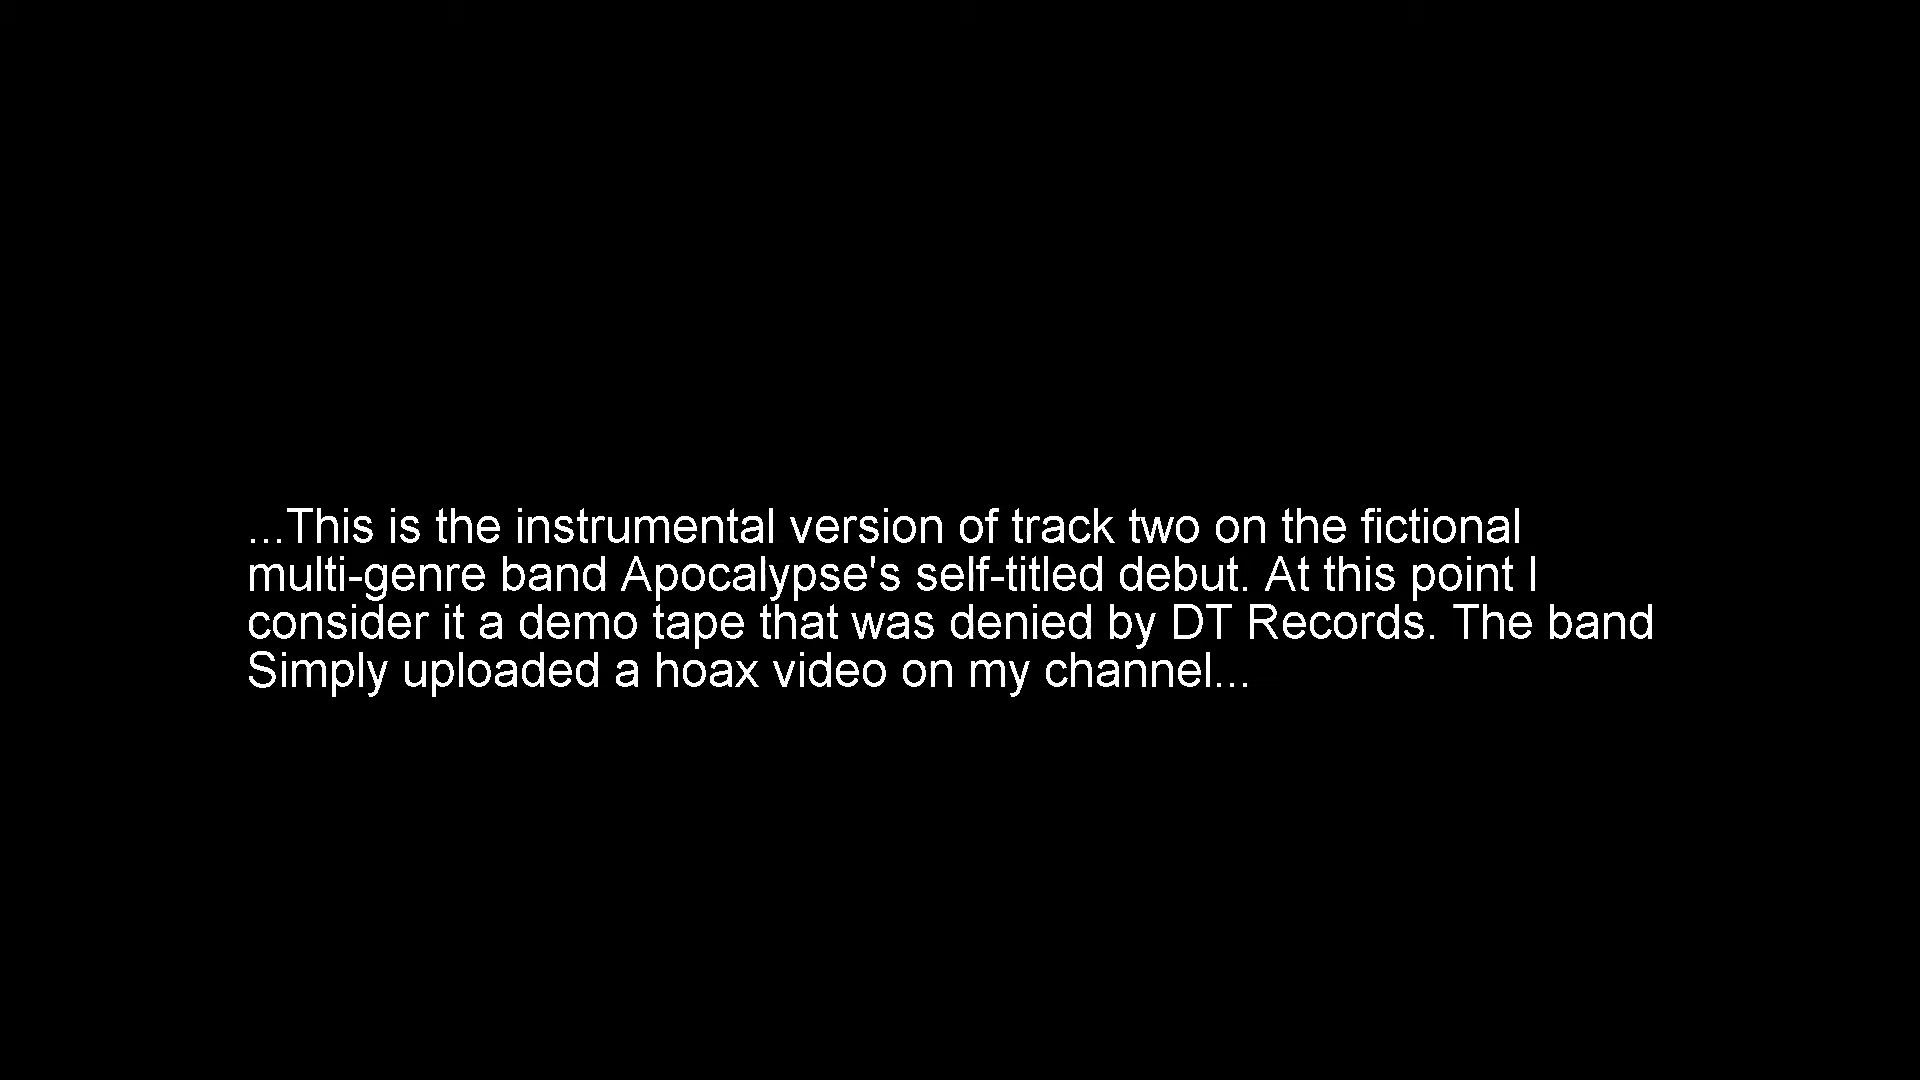 ...This is the instrumental version of track two on the fictional
multi-genre band Apocalypse's self-titled debut. At this point I
consider it a demo tape that was denied by DT Records. The band
Simply uploaded a hoax video on my channel...